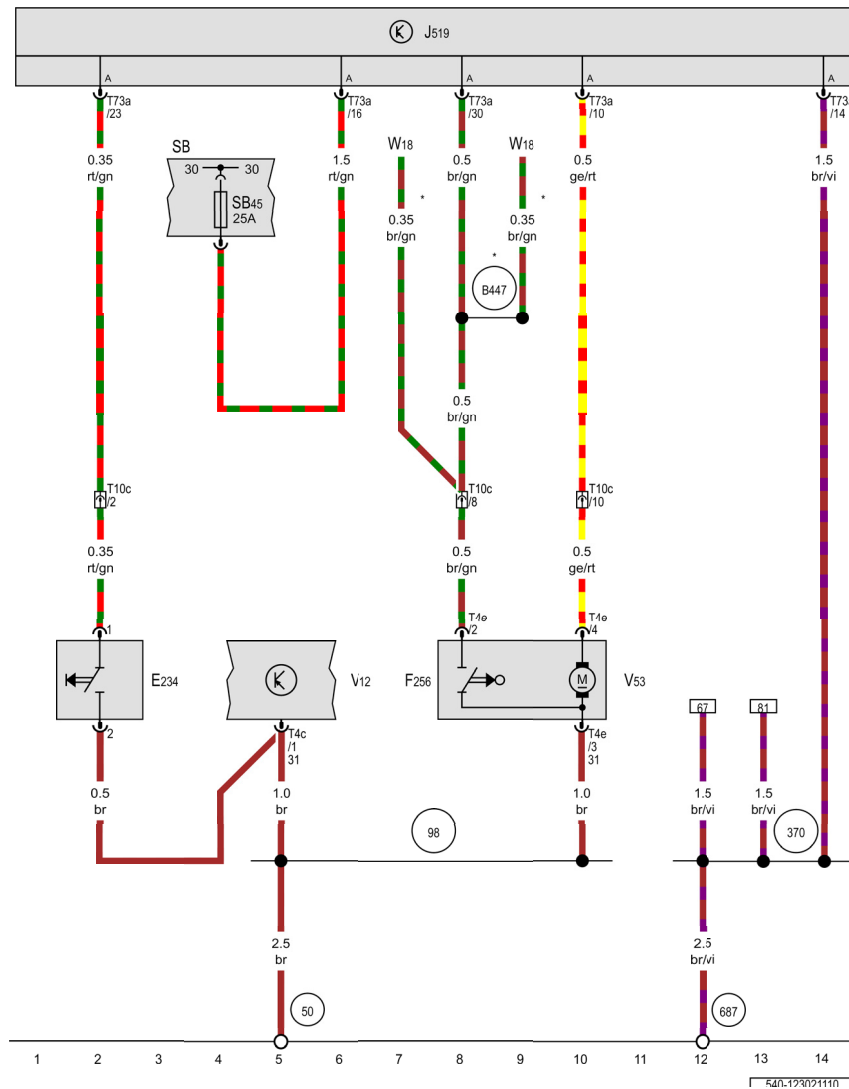 J519
A A A A
T73a
/23
T73a
/16
T73a
/30
T73a
/10
T73a
/14
0.35
rt/gn
SB
30 30
SB45
25A
1.5
rt/gn
W18
*
0.35
br/gn
0.5
br/gn
W18
*
0.35
br/gn
0.5
ge/rt
1.5
br/vi
*
B447
0.5
br/gn
T10c
/2
T10c
/8
T10c
/10
0.35
rt/gn
0.5
br/gn
0.5
ge/rt
1
T4e
/2
T4e
/4
E234
V12
F256
M
V53
2
T4c
/1
31
T4e
/3
31
67
81
0.5
br
1.0
br
1.0
br
1.5
br/vi
1.5
br/vi
98
370
2.5
br
2.5
br/vi
50
687
1 2 3 4 5 6 7 8 9 10 11 12 13 14
540-123021110